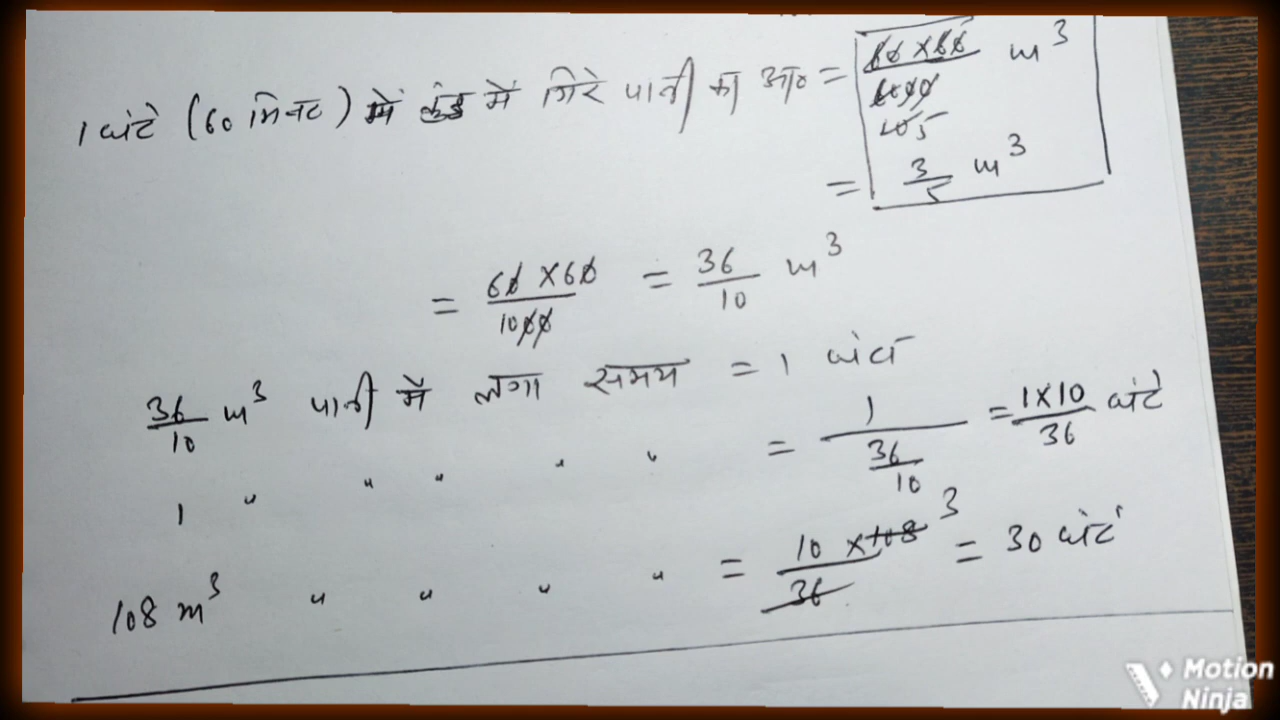 1 घंटे (60 मिनट) में कुंड में गिरे पानी का आ० = 60 × 60 / 1000 m³
= 3/5 m³
= 60 × 60 / 1000 = 36/10 m³
36/10 m³ पानी में लगा समय = 1 घंटा
1 " " " " " = 1 / 36/10 = 1×10/36 घंटे
108 m³ " " " " = 10 × 108 / 36 3 = 30 घंटे
Motion
Ninja